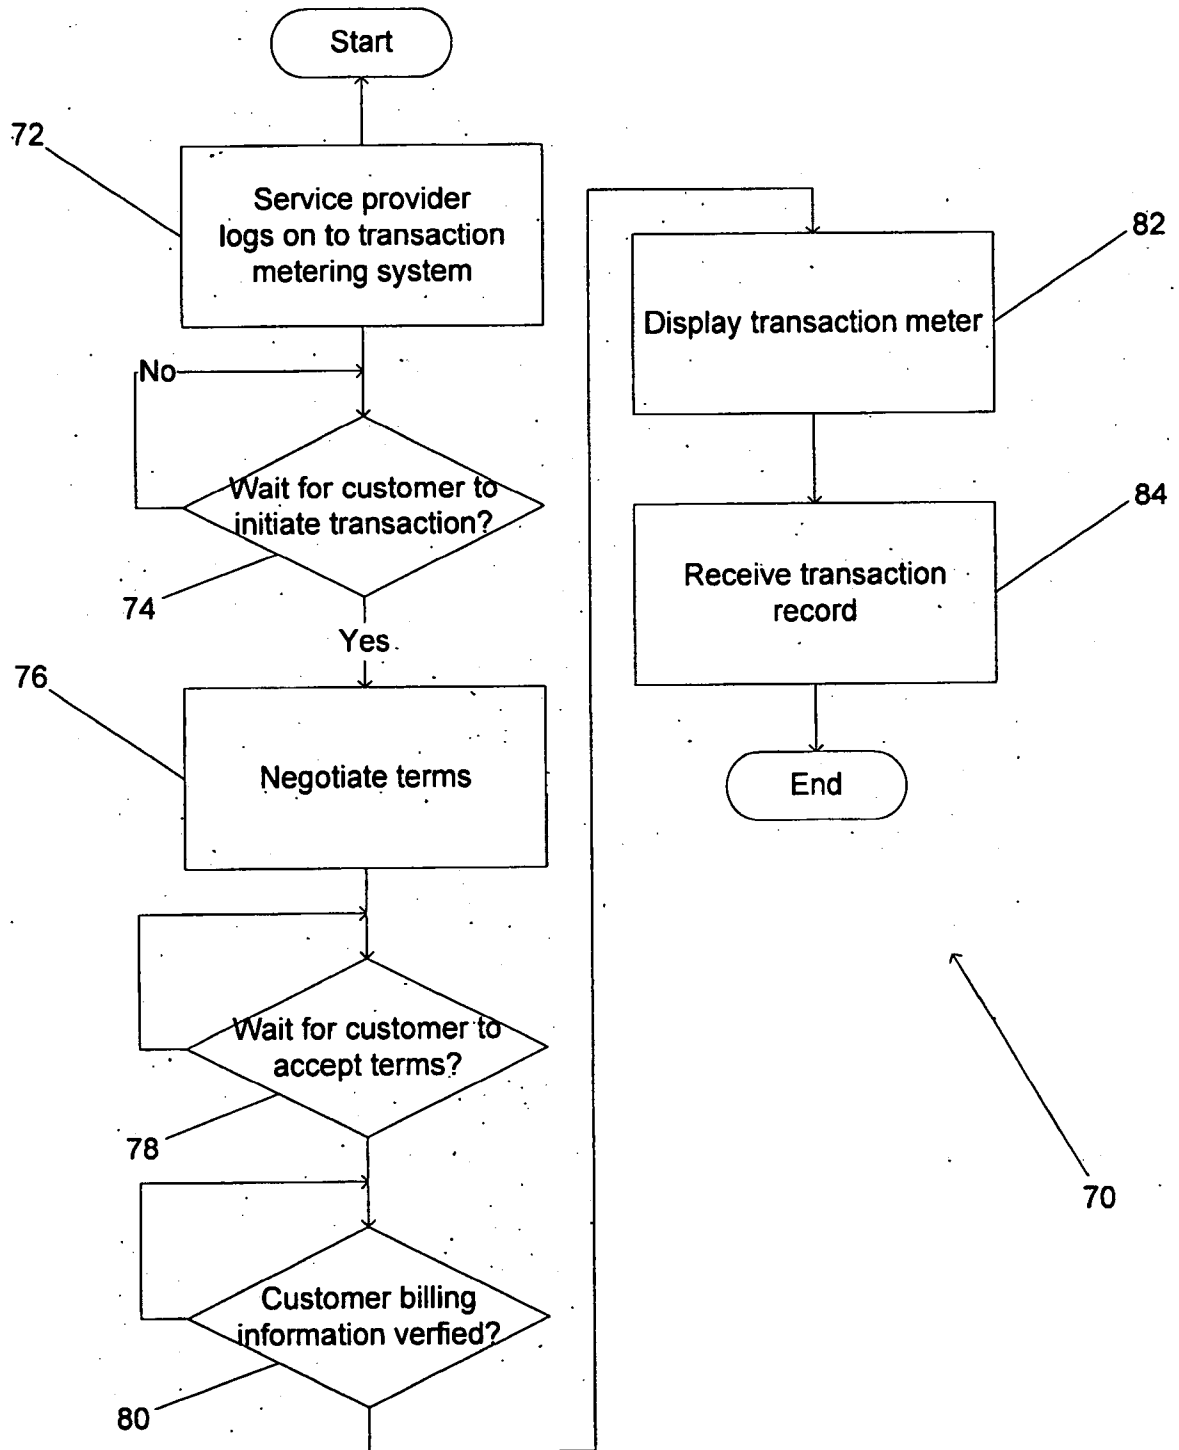 Start
72
Service provider
logs on to transaction
metering system
No
Wait for customer to
initiate transaction?
74
Yes
76
Negotiate terms
Wait for customer to
accept terms?
78
Customer billing
information verfied?
80
82
Display transaction meter
84
Receive transaction
record
End
70